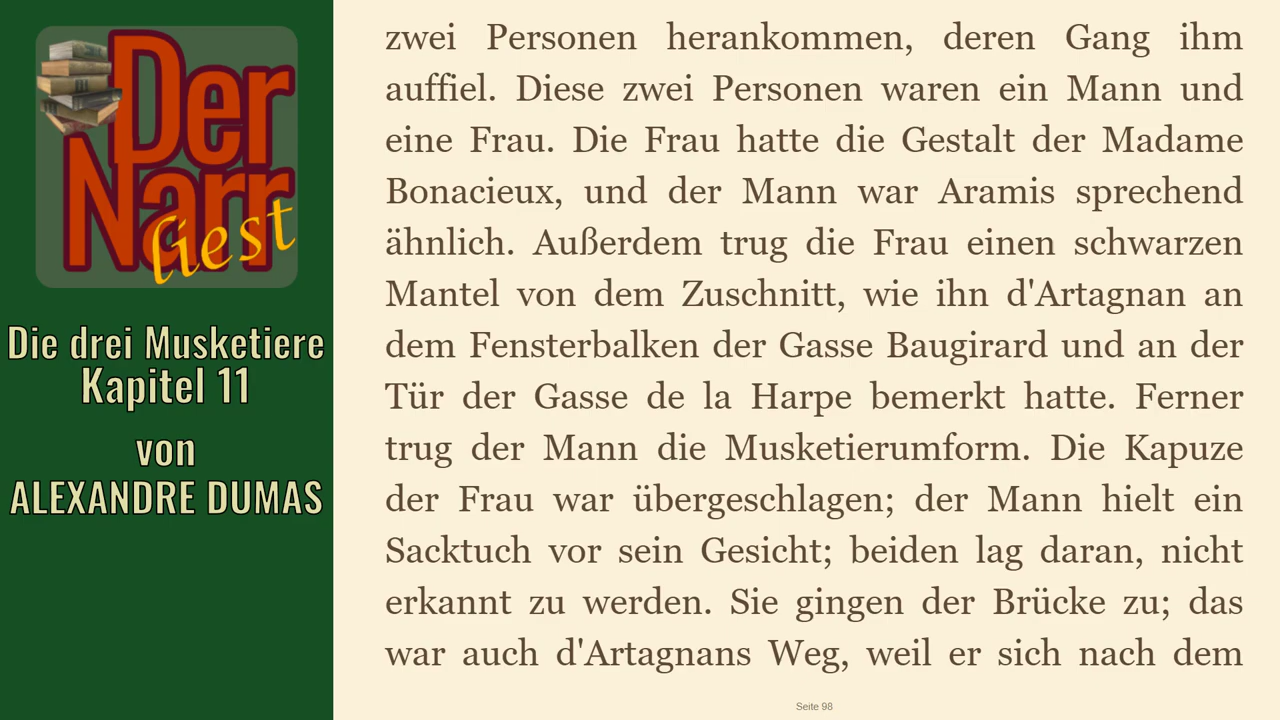 Der
Narr
liest
Die drei Musketiere
Kapitel 11
von
ALEXANDRE DUMAS
zwei Personen herankommen, deren Gang ihm
auffiel. Diese zwei Personen waren ein Mann und
eine Frau. Die Frau hatte die Gestalt der Madame
Bonacieux, und der Mann war Aramis sprechend
ähnlich. Außerdem trug die Frau einen schwarzen
Mantel von dem Zuschnitt, wie ihn d'Artagnan an
dem Fensterbalken der Gasse Baugirard und an der
Tür der Gasse de la Harpe bemerkt hatte. Ferner
trug der Mann die Musketierumform. Die Kapuze
der Frau war übergeschlagen; der Mann hielt ein
Sacktuch vor sein Gesicht; beiden lag daran, nicht
erkannt zu werden. Sie gingen der Brücke zu; das
war auch d'Artagnans Weg, weil er sich nach dem
Seite 98